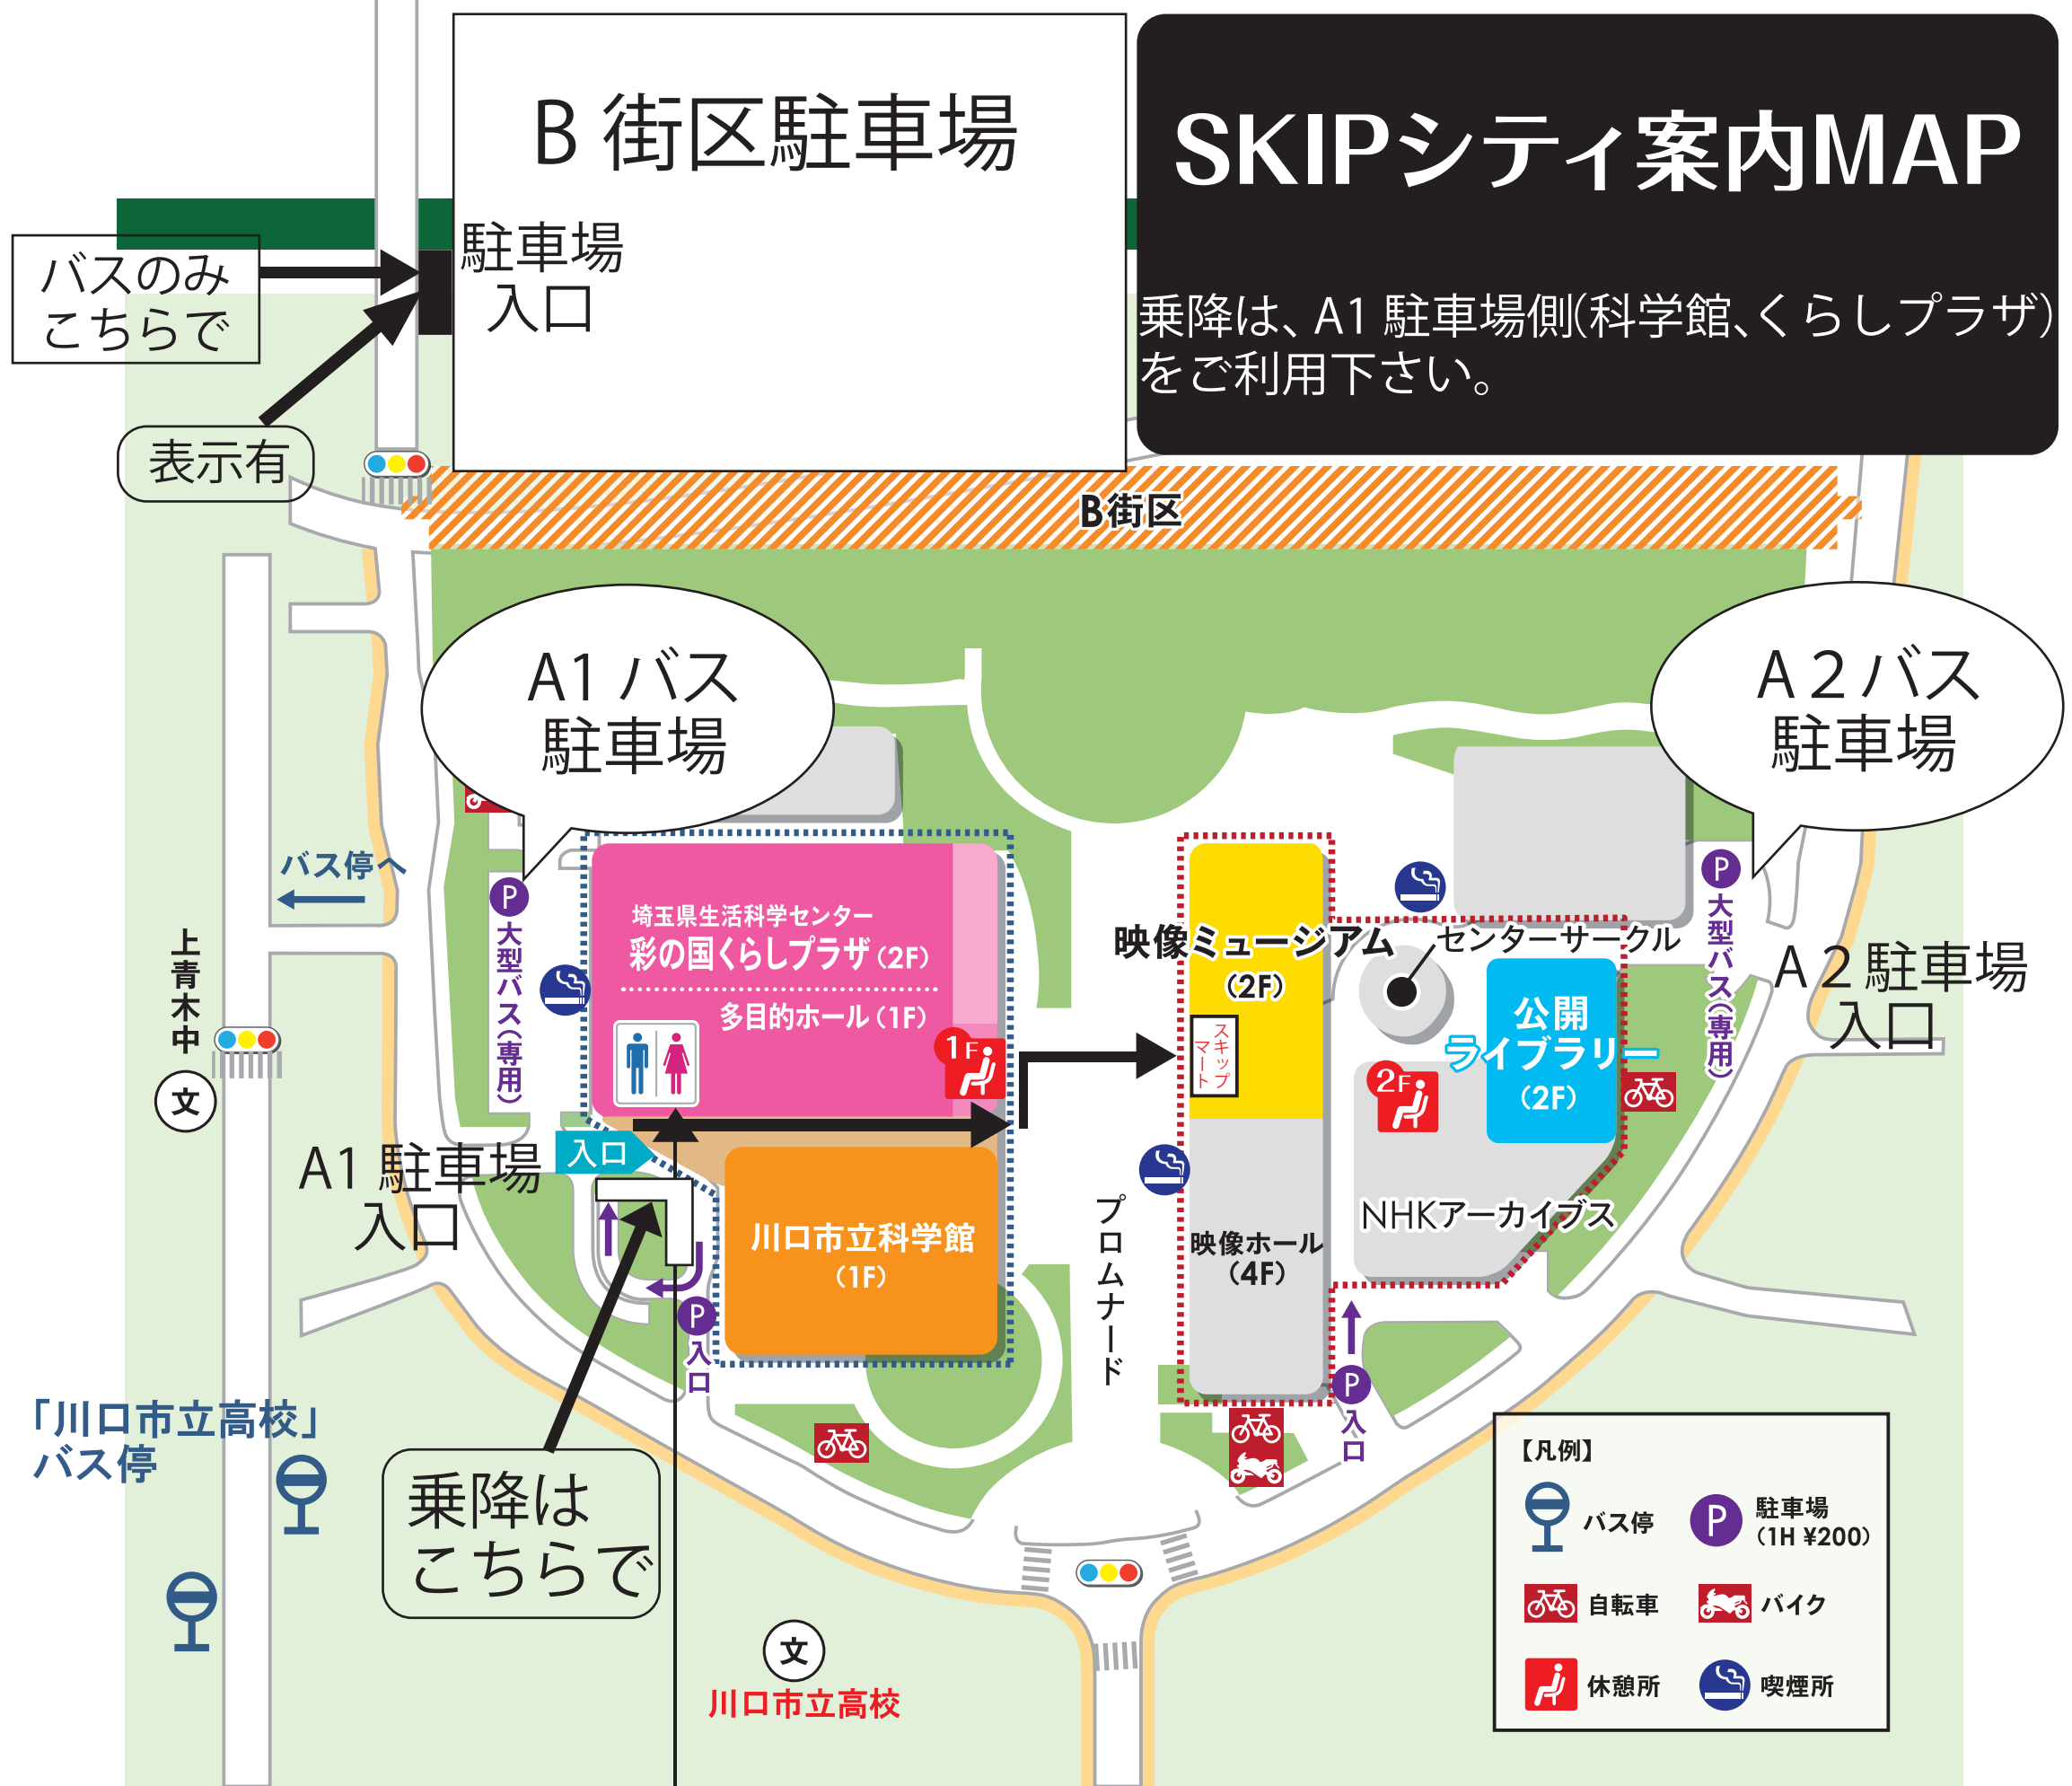 B 街区駐車場
SKIPシティ案内MAP
駐車場
入口
バスのみ
こちらで
乗降は、A1 駐車場側(科学館、くらしプラザ)
をご利用下さい。
表示有
B街区
A1 バス
駐車場
A 2 バス
駐車場
バス停へ
P
大型バス(専用)
P
大型バス(専用)
埼玉県生活科学センター
彩の国くらしプラザ(2F)
多目的ホール(1F)
1F
映像ミュージアム
(2F)
センターサークル
スキップ
マート
公開
ライブラリー
(2F)
2F
上青木中
文
A 2 駐車場
入口
A1 駐車場
入口
入口
川口市立科学館
(1F)
プロムナード
映像ホール
(4F)
NHKアーカイブス
P
入口
P
入口
「川口市立高校」
バス停
乗降は
こちらで
文
川口市立高校
【凡例】
バス停
P
駐車場
(1H ¥200)
自転車
バイク
休憩所
喫煙所